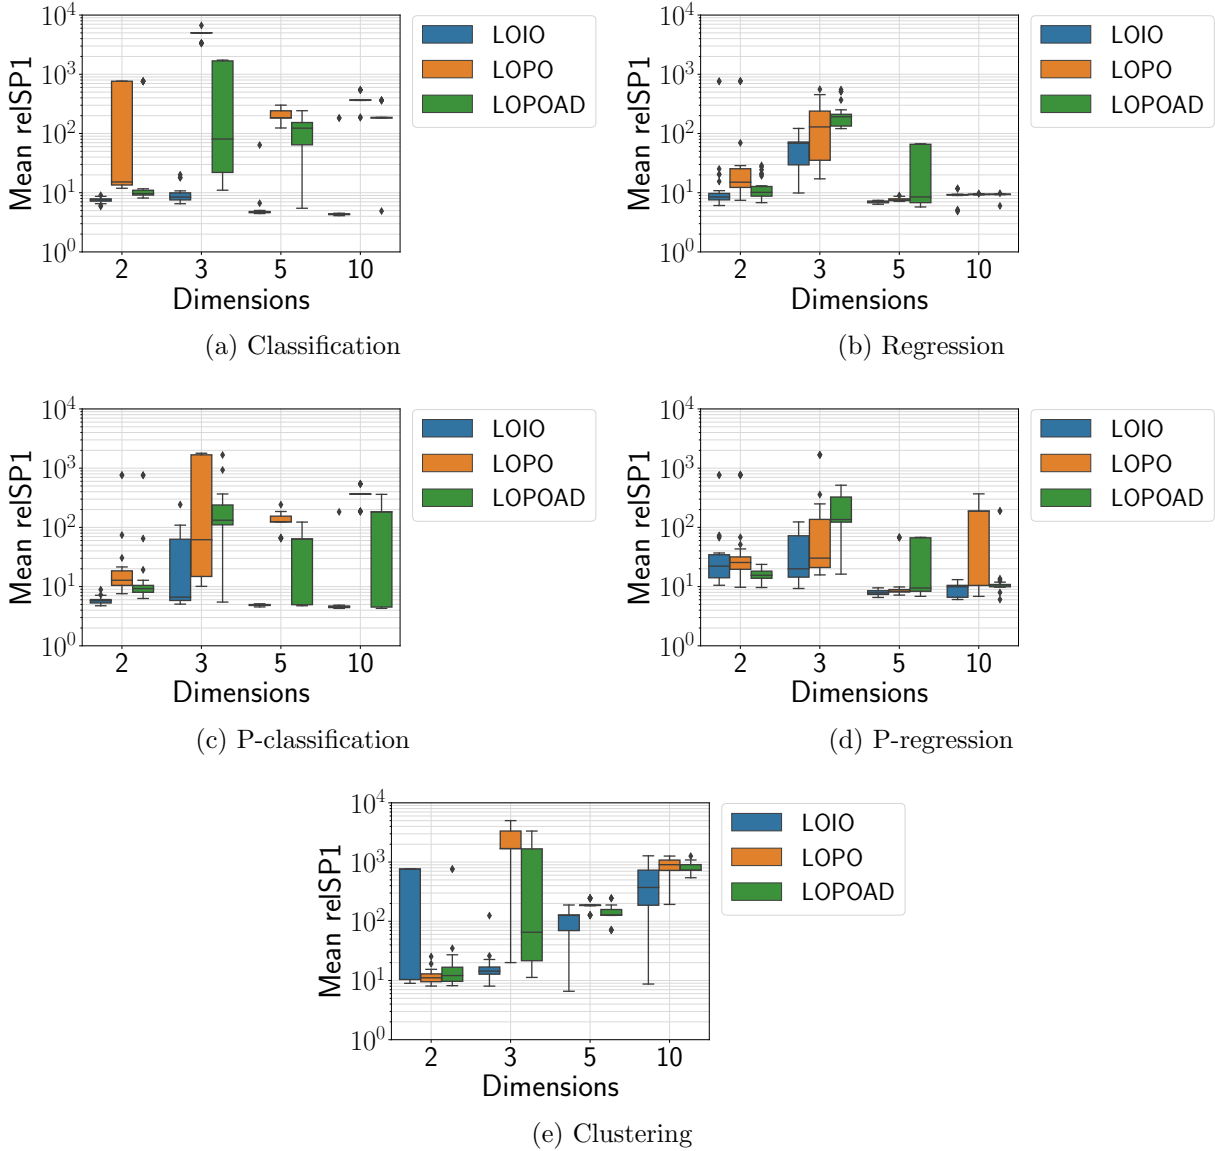 10^4
10^3
10^2
10^1
10^0
Mean relSP1
2 3 5 10
Dimensions
LOIO
LOPO
LOPOAD
(a) Classification
10^4
10^3
10^2
10^1
10^0
Mean relSP1
2 3 5 10
Dimensions
LOIO
LOPO
LOPOAD
(b) Regression
10^4
10^3
10^2
10^1
10^0
Mean relSP1
2 3 5 10
Dimensions
LOIO
LOPO
LOPOAD
(c) P-classification
10^4
10^3
10^2
10^1
10^0
Mean relSP1
2 3 5 10
Dimensions
LOIO
LOPO
LOPOAD
(d) P-regression
10^4
10^3
10^2
10^1
10^0
Mean relSP1
2 3 5 10
Dimensions
LOIO
LOPO
LOPOAD
(e) Clustering